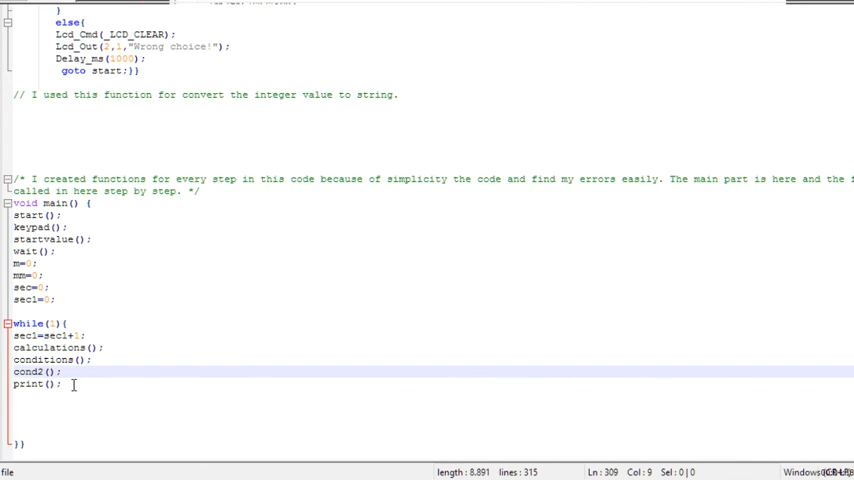 }
else{
Lcd_Cmd(_LCD_CLEAR);
Lcd_Out(2,1,"Wrong choice!");
Delay_ms(1000);
goto start;}}
// I used this function for convert the integer value to string.
/* I created functions for every step in this code because of simplicity the code and find my errors easily. The main part is here and the f
called in here step by step. */
void main() {
start();
keypad();
startvalue();
wait();
m=0;
mm=0;
sec=0;
sec1=0;
while(1){
sec1=sec1+1;
calculations();
conditions();
cond2();
print();
}}
file length : 8.891 lines : 315 Ln : 309 Col : 9 Sel : 0 | 0 Windows